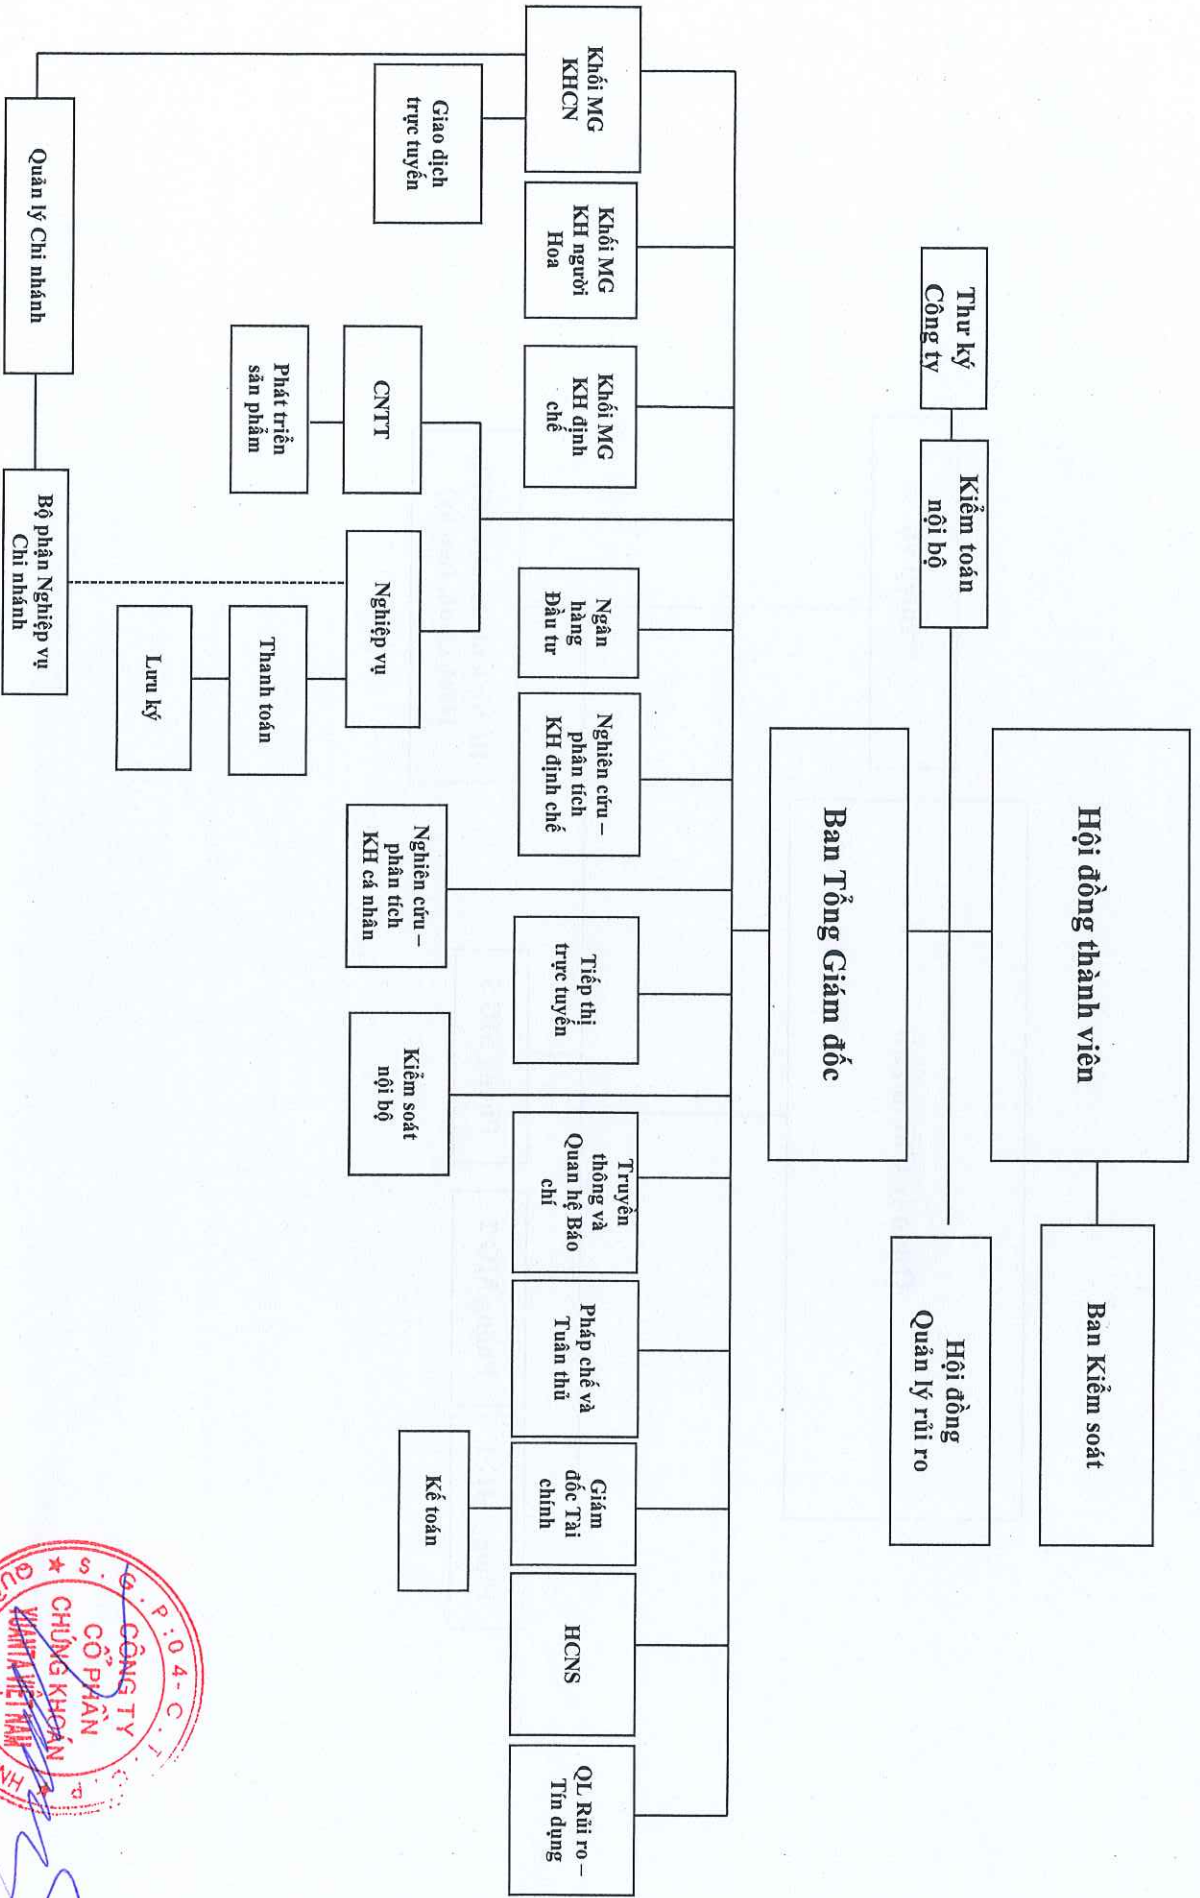 Hội đồng thành viên
Ban Kiểm soát
Thư ký
Công ty
Kiểm toán
nội bộ
Hội đồng
Quản lý rủi ro
Ban Tổng Giám đốc
Khối MG
KHCN
Khối MG
KH người
Hoa
Khối MG
KH định
chế
Ngân
hàng
Đầu tư
Nghiên cứu –
phân tích
KH định chế
Tiếp thị
trực tuyến
Truyền
thông và
Quan hệ Báo
chí
Pháp chế và
Tuân thủ
Giám
đốc Tài
chính
HCNS
QL Rủi ro –
Tín dụng
Giao dịch
trực tuyến
CNTT
Nghiệp vụ
Nghiên cứu –
phân tích
KH cá nhân
Kiểm soát
nội bộ
Kế toán
Phát triển
sản phẩm
Thanh toán
Lưu ký
Quản lý Chi nhánh
Bộ phận Nghiệp vụ
Chi nhánh
S.G.P:04-C.T.C.P
CÔNG TY
CỔ PHẦN
CHỨNG KHOÁN
YUANTA VIỆT NAM